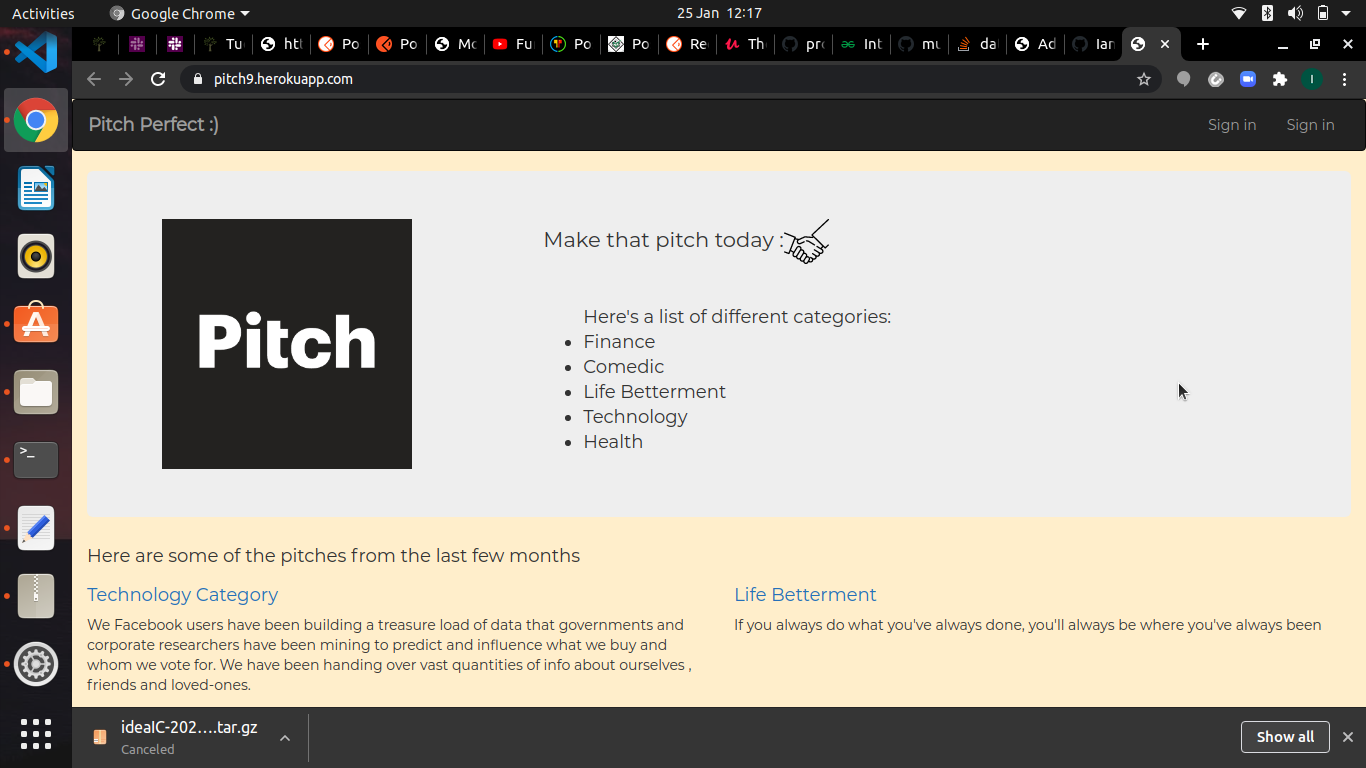 Activities Google Chrome 25 Jan 12:17
Tu htt Po Po Mc Fu Po Po Re Th pro Int mu da Ad Ian
pitch9.herokuapp.com I
Pitch Perfect :) Sign in Sign in
Pitch
Make that pitch today :
Here's a list of different categories:
• Finance
• Comedic
• Life Betterment
• Technology
• Health
Here are some of the pitches from the last few months
Technology Category
We Facebook users have been building a treasure load of data that governments and
corporate researchers have been mining to predict and influence what we buy and
whom we vote for. We have been handing over vast quantities of info about ourselves ,
friends and loved-ones.
Life Betterment
If you always do what you've always done, you'll always be where you've always been
ideaIC-202....tar.gz
Canceled
Show all